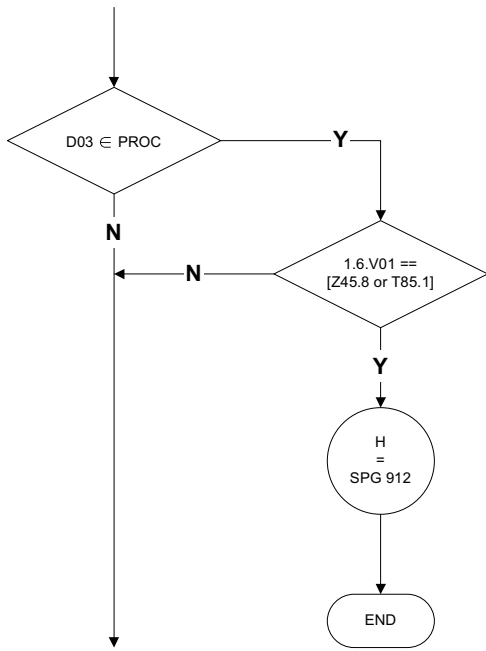 D03 ∈ PROC
Y
N
1.6.V01 ==
[Z45.8 or T85.1]
N
Y
H
=
SPG 912
END